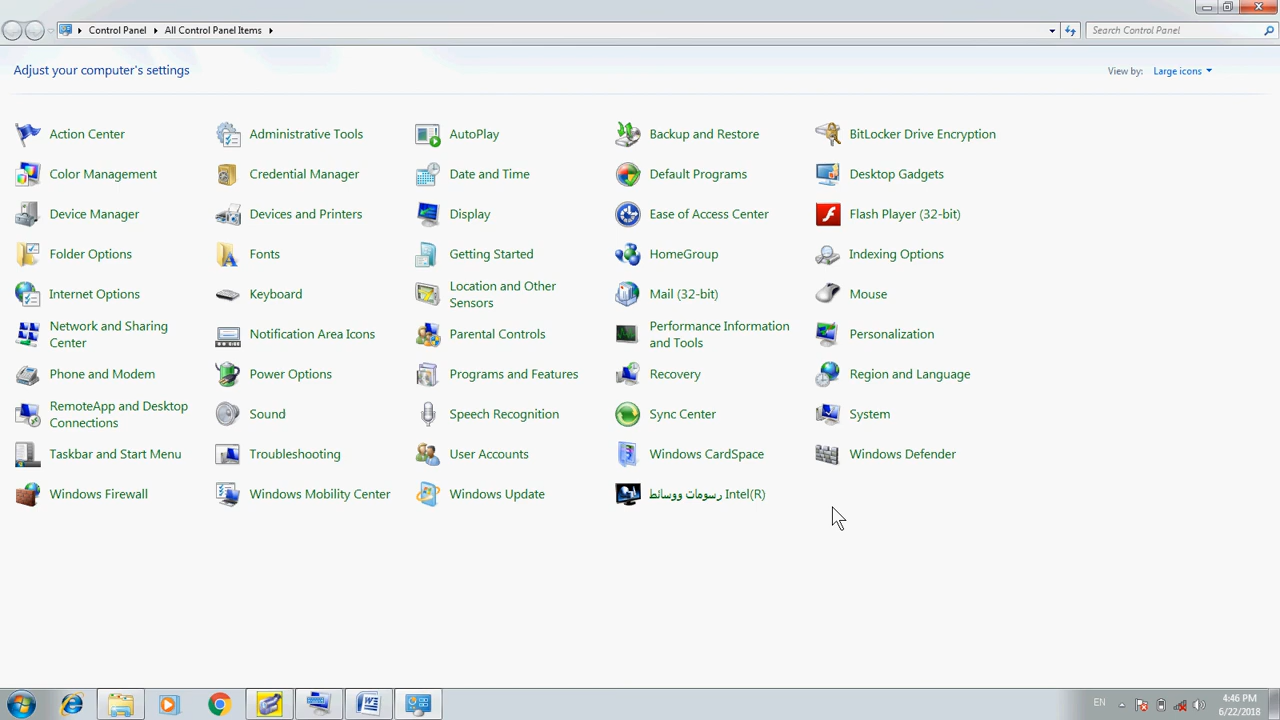 Control Panel
All Control Panel Items
Search Control Panel
Adjust your computer's settings
View by:
Large icons
Action Center
Administrative Tools
AutoPlay
Backup and Restore
BitLocker Drive Encryption
Color Management
Credential Manager
Date and Time
Default Programs
Desktop Gadgets
Device Manager
Devices and Printers
Display
Ease of Access Center
Flash Player (32-bit)
Folder Options
Fonts
Getting Started
HomeGroup
Indexing Options
Internet Options
Keyboard
Location and Other
Sensors
Mail (32-bit)
Mouse
Network and Sharing
Center
Notification Area Icons
Parental Controls
Performance Information
and Tools
Personalization
Phone and Modem
Power Options
Programs and Features
Recovery
Region and Language
RemoteApp and Desktop
Connections
Sound
Speech Recognition
Sync Center
System
Taskbar and Start Menu
Troubleshooting
User Accounts
Windows CardSpace
Windows Defender
Windows Firewall
Windows Mobility Center
Windows Update
رسومات ووسائط Intel(R)
EN
4:46 PM
6/22/2018